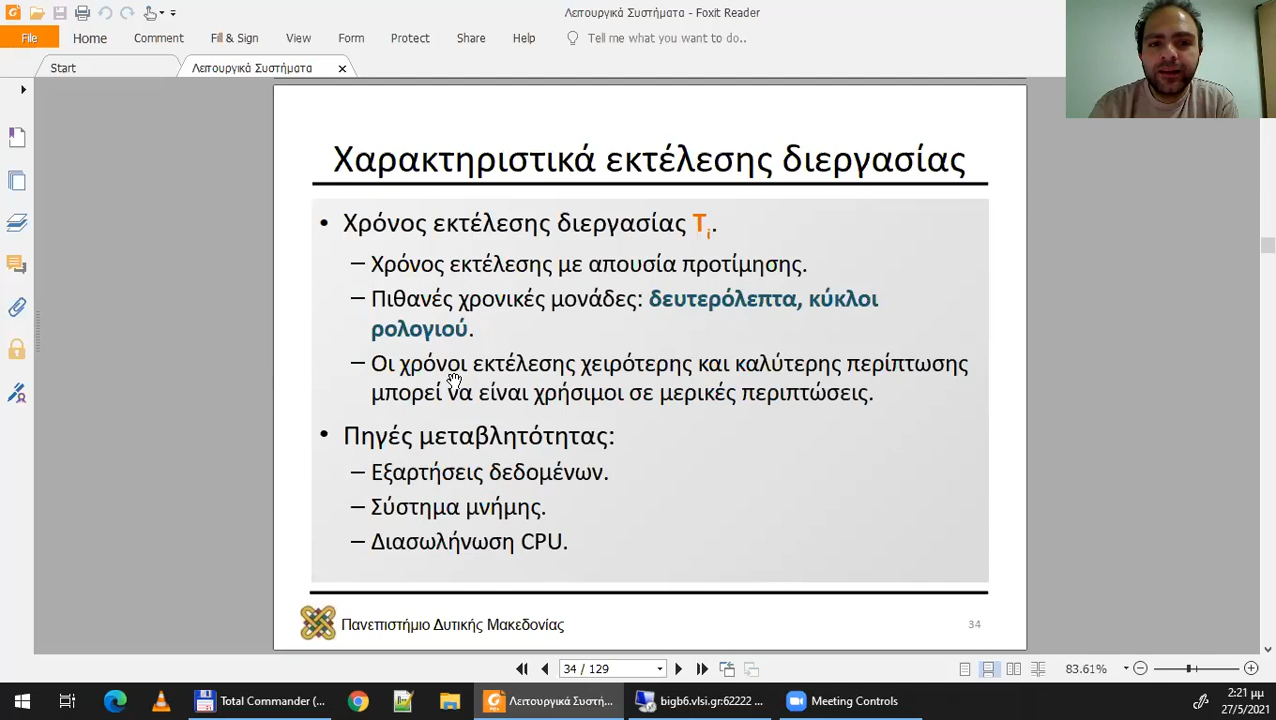 Λειτουργικά Συστήματα - Foxit Reader
File Home Comment Fill & Sign View Form Protect Share Help Tell me what you want to do..
Start Λειτουργικά Συστήματα
Χαρακτηριστικά εκτέλεσης διεργασίας
• Χρόνος εκτέλεσης διεργασίας Ti.
– Χρόνος εκτέλεσης με απουσία προτίμησης.
– Πιθανές χρονικές μονάδες: δευτερόλεπτα, κύκλοι
ρολογιού.
– Οι χρόνοι εκτέλεσης χειρότερης και καλύτερης περίπτωσης
μπορεί να είναι χρήσιμοι σε μερικές περιπτώσεις.
• Πηγές μεταβλητότητας:
– Εξαρτήσεις δεδομένων.
– Σύστημα μνήμης.
– Διασωλήνωση CPU.
Πανεπιστήμιο Δυτικής Μακεδονίας 34
34 / 129 83.61%
Total Commander (... Λειτουργικά Συστή... bigb6.vlsi.gr:62222 ... Meeting Controls 2:21 μμ
27/5/2021